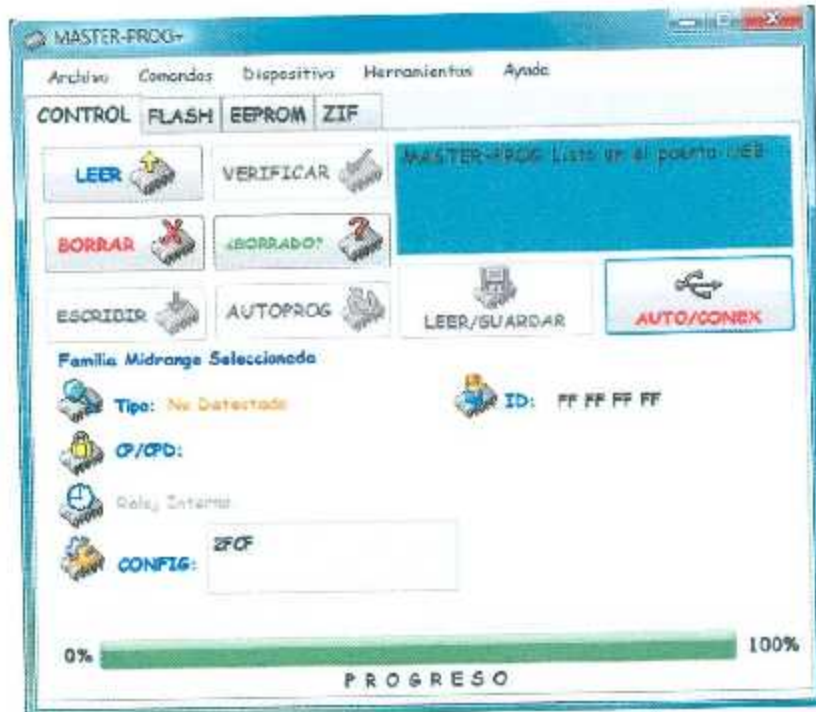 MASTER-PROG+
Archivo Comandos Dispositivo Herramientas Ayuda
CONTROL FLASH EEPROM ZIF
LEER VERIFICAR
MASTER-PROG Listo en el puerto USB
BORRAR ¿BORRADO?
ESCRIBIR AUTOPROG LEER/GUARDAR AUTO/CONEX
Familia Midrange Seleccionada
Tipo: No Detectado ID: FF FF FF FF
CP/CPD:
Reloj Interno
CONFIG: 2FCF
0% 100%
PROGRESO